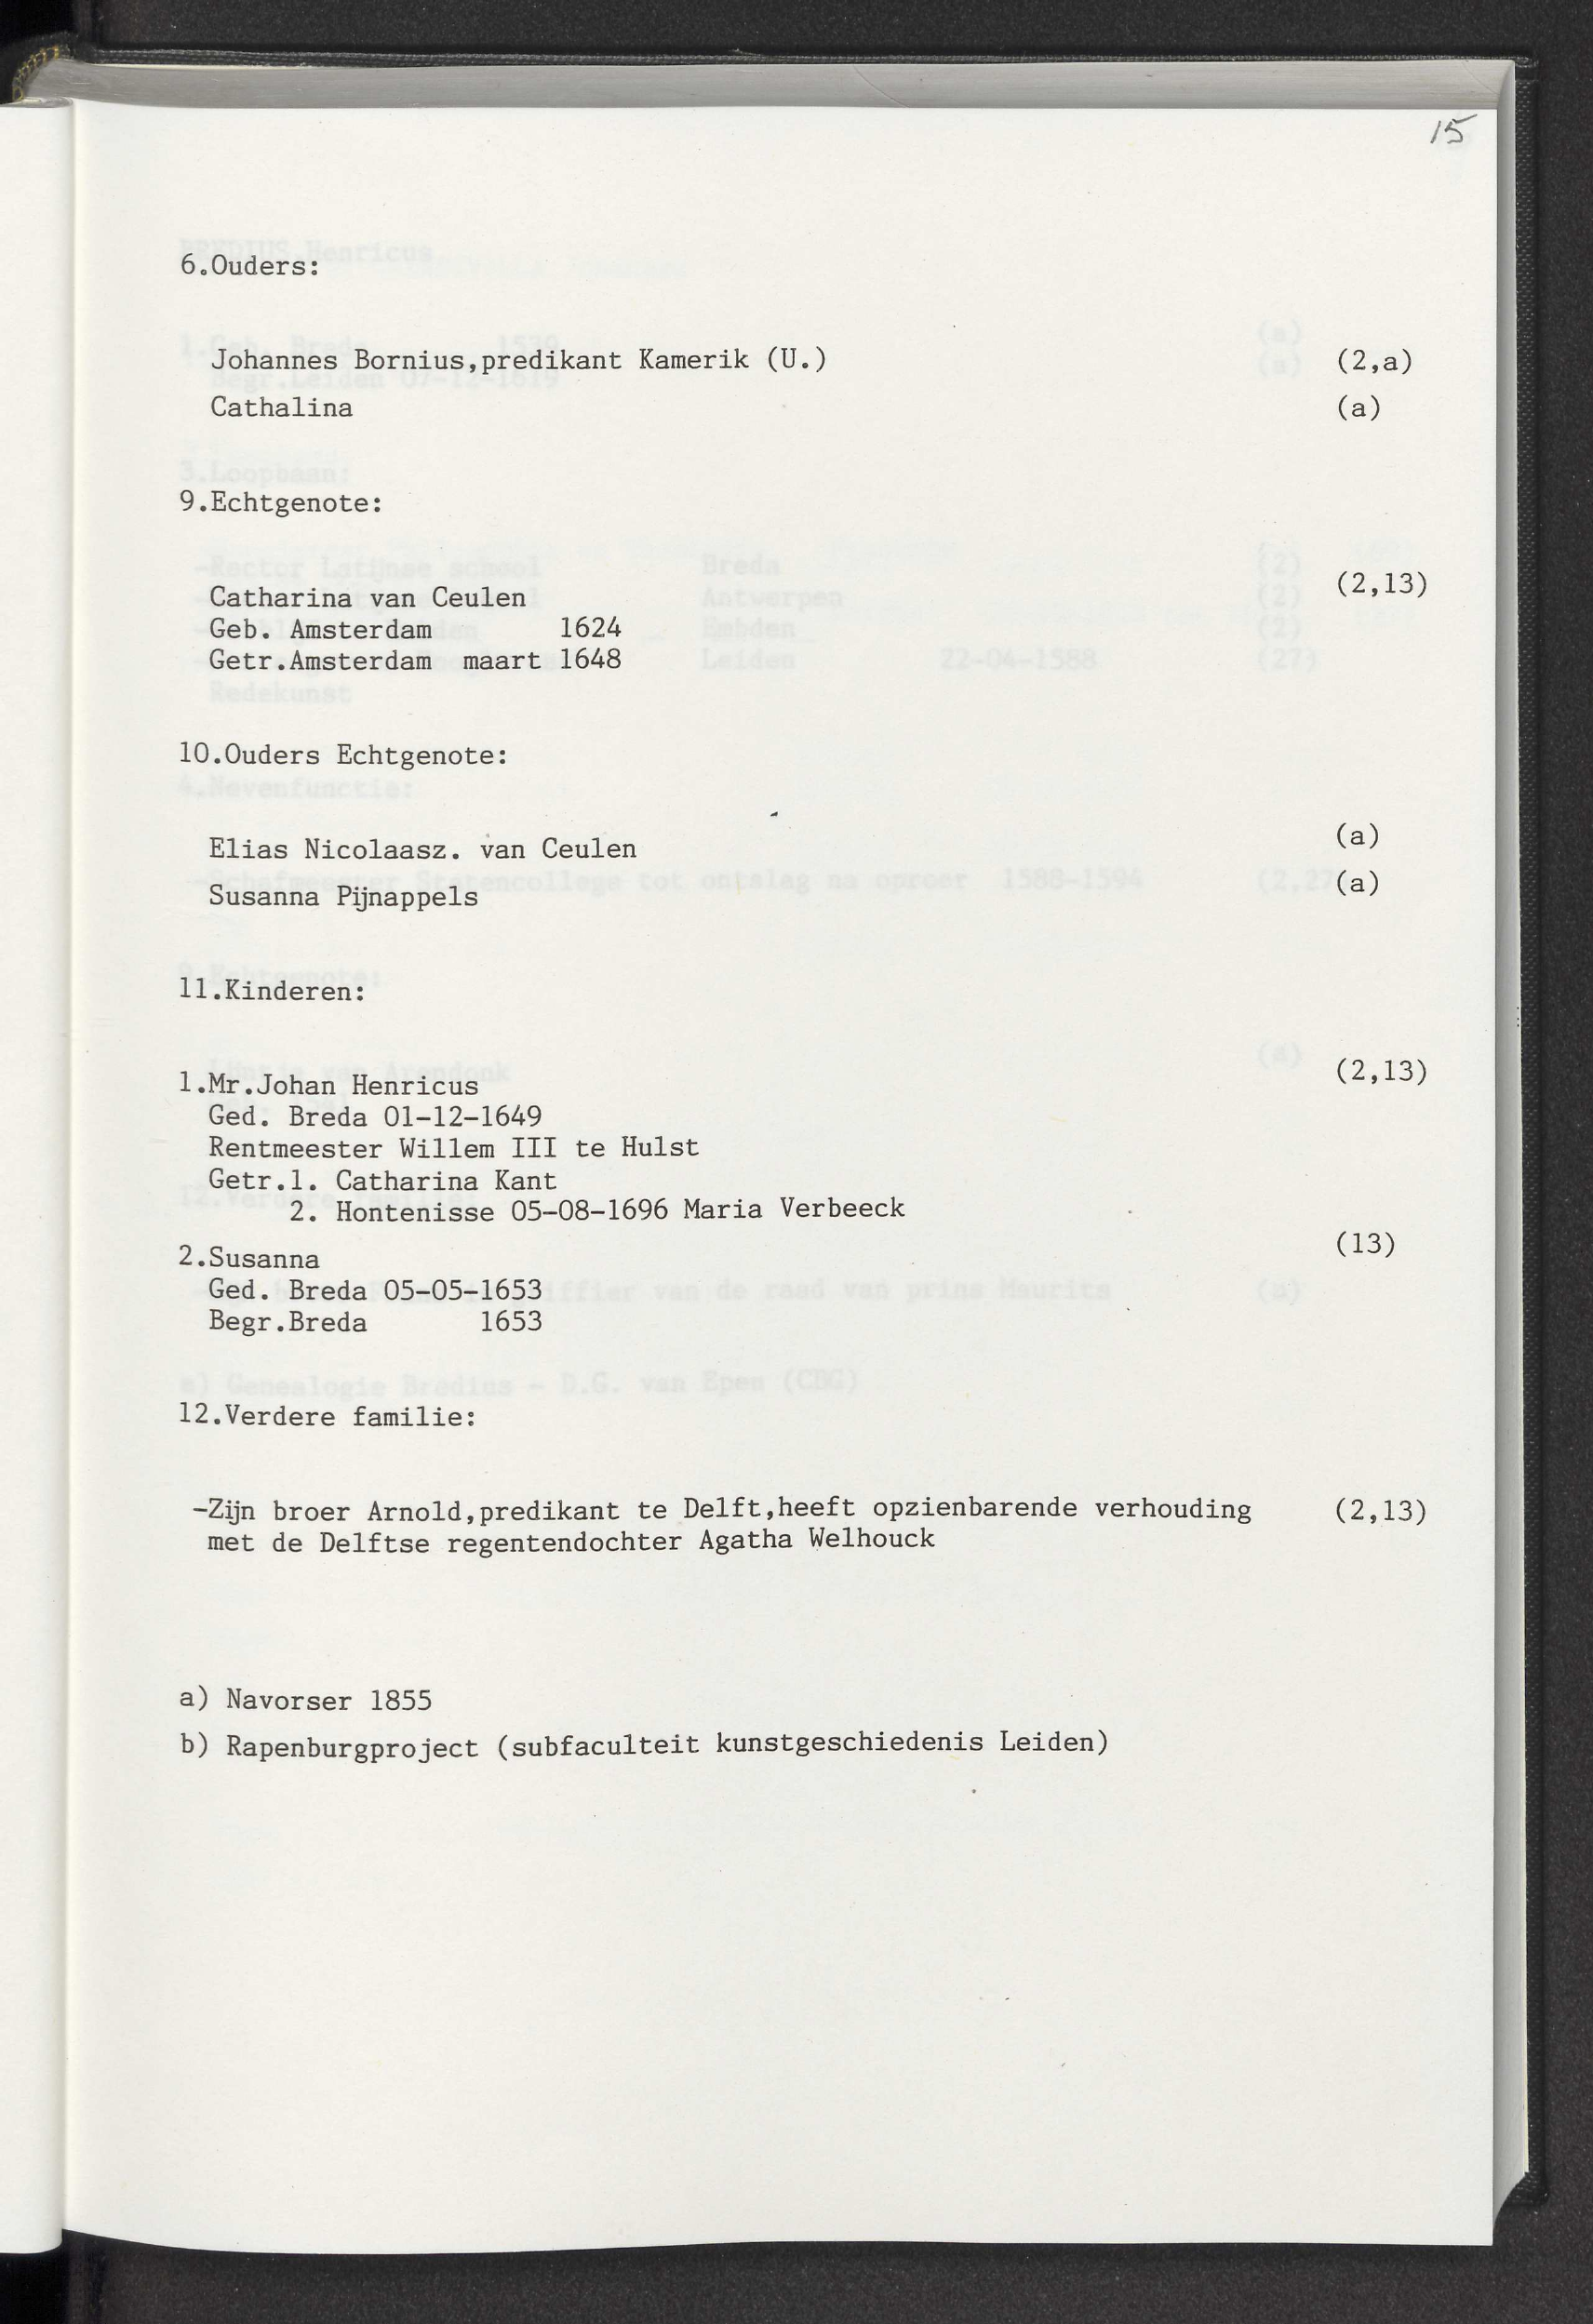 15
6.Ouders:
Johannes Bornius,predikant Kamerik (U.) (2,a)
Cathalina (a)
9.Echtgenote:
Catharina van Ceulen (2,13)
Geb. Amsterdam 1624
Getr.Amsterdam maart 1648
10.Ouders Echtgenote:
Elias Nicolaasz. van Ceulen (a)
Susanna Pijnappels (a)
11.Kinderen:
1.Mr.Johan Henricus (2,13)
Ged. Breda 01-12-1649
Rentmeester Willem III te Hulst
Getr.1. Catharina Kant
2. Hontenisse 05-08-1696 Maria Verbeeck
2.Susanna (13)
Ged. Breda 05-05-1653
Begr.Breda 1653
12.Verdere familie:
-Zijn broer Arnold,predikant te Delft,heeft opzienbarende verhouding (2,13)
met de Delftse regentendochter Agatha Welhouck
a) Navorser 1855
b) Rapenburgproject (subfaculteit kunstgeschiedenis Leiden)